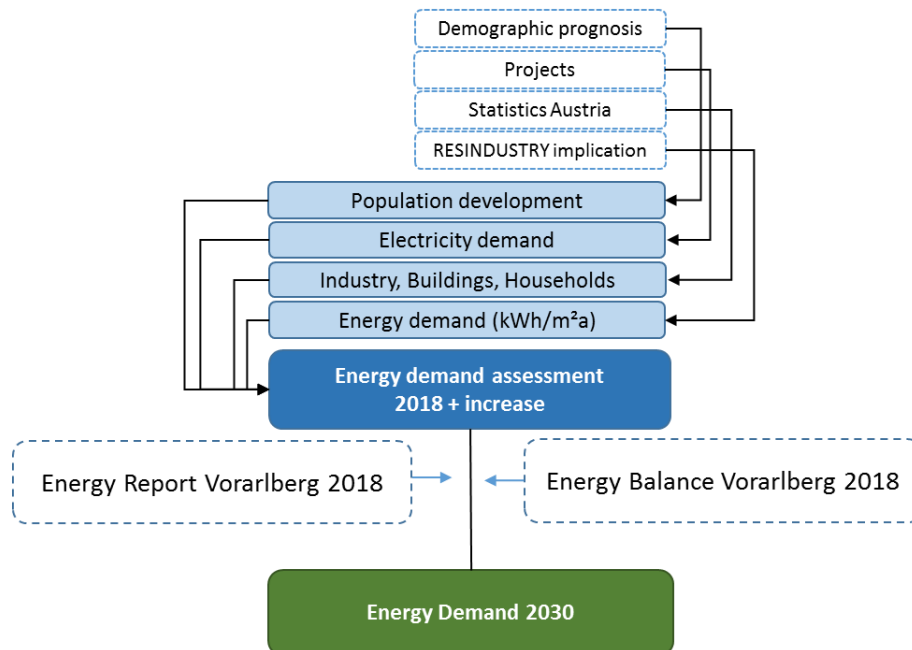 Demographic prognosis
Projects
Statistics Austria
RESINDUSTRY implication
Population development
Electricity demand
Industry, Buildings, Households
Energy demand (kWh/m²a)
Energy demand assessment
2018 + increase
Energy Report Vorarlberg 2018
Energy Balance Vorarlberg 2018
Energy Demand 2030